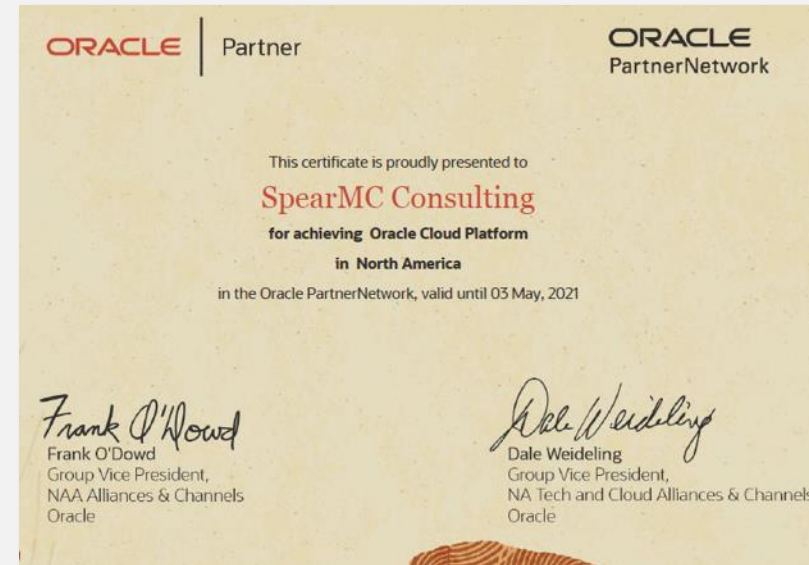 ORACLE Partner
ORACLE
PartnerNetwork
This certificate is proudly presented to
SpearMC Consulting
for achieving Oracle Cloud Platform
in North America
in the Oracle PartnerNetwork, valid until 03 May, 2021
Frank O'Dowd
Frank O'Dowd
Group Vice President,
NAA Alliances & Channels
Oracle
Dale Weideling
Dale Weideling
Group Vice President,
NA Tech and Cloud Alliances & Channels
Oracle